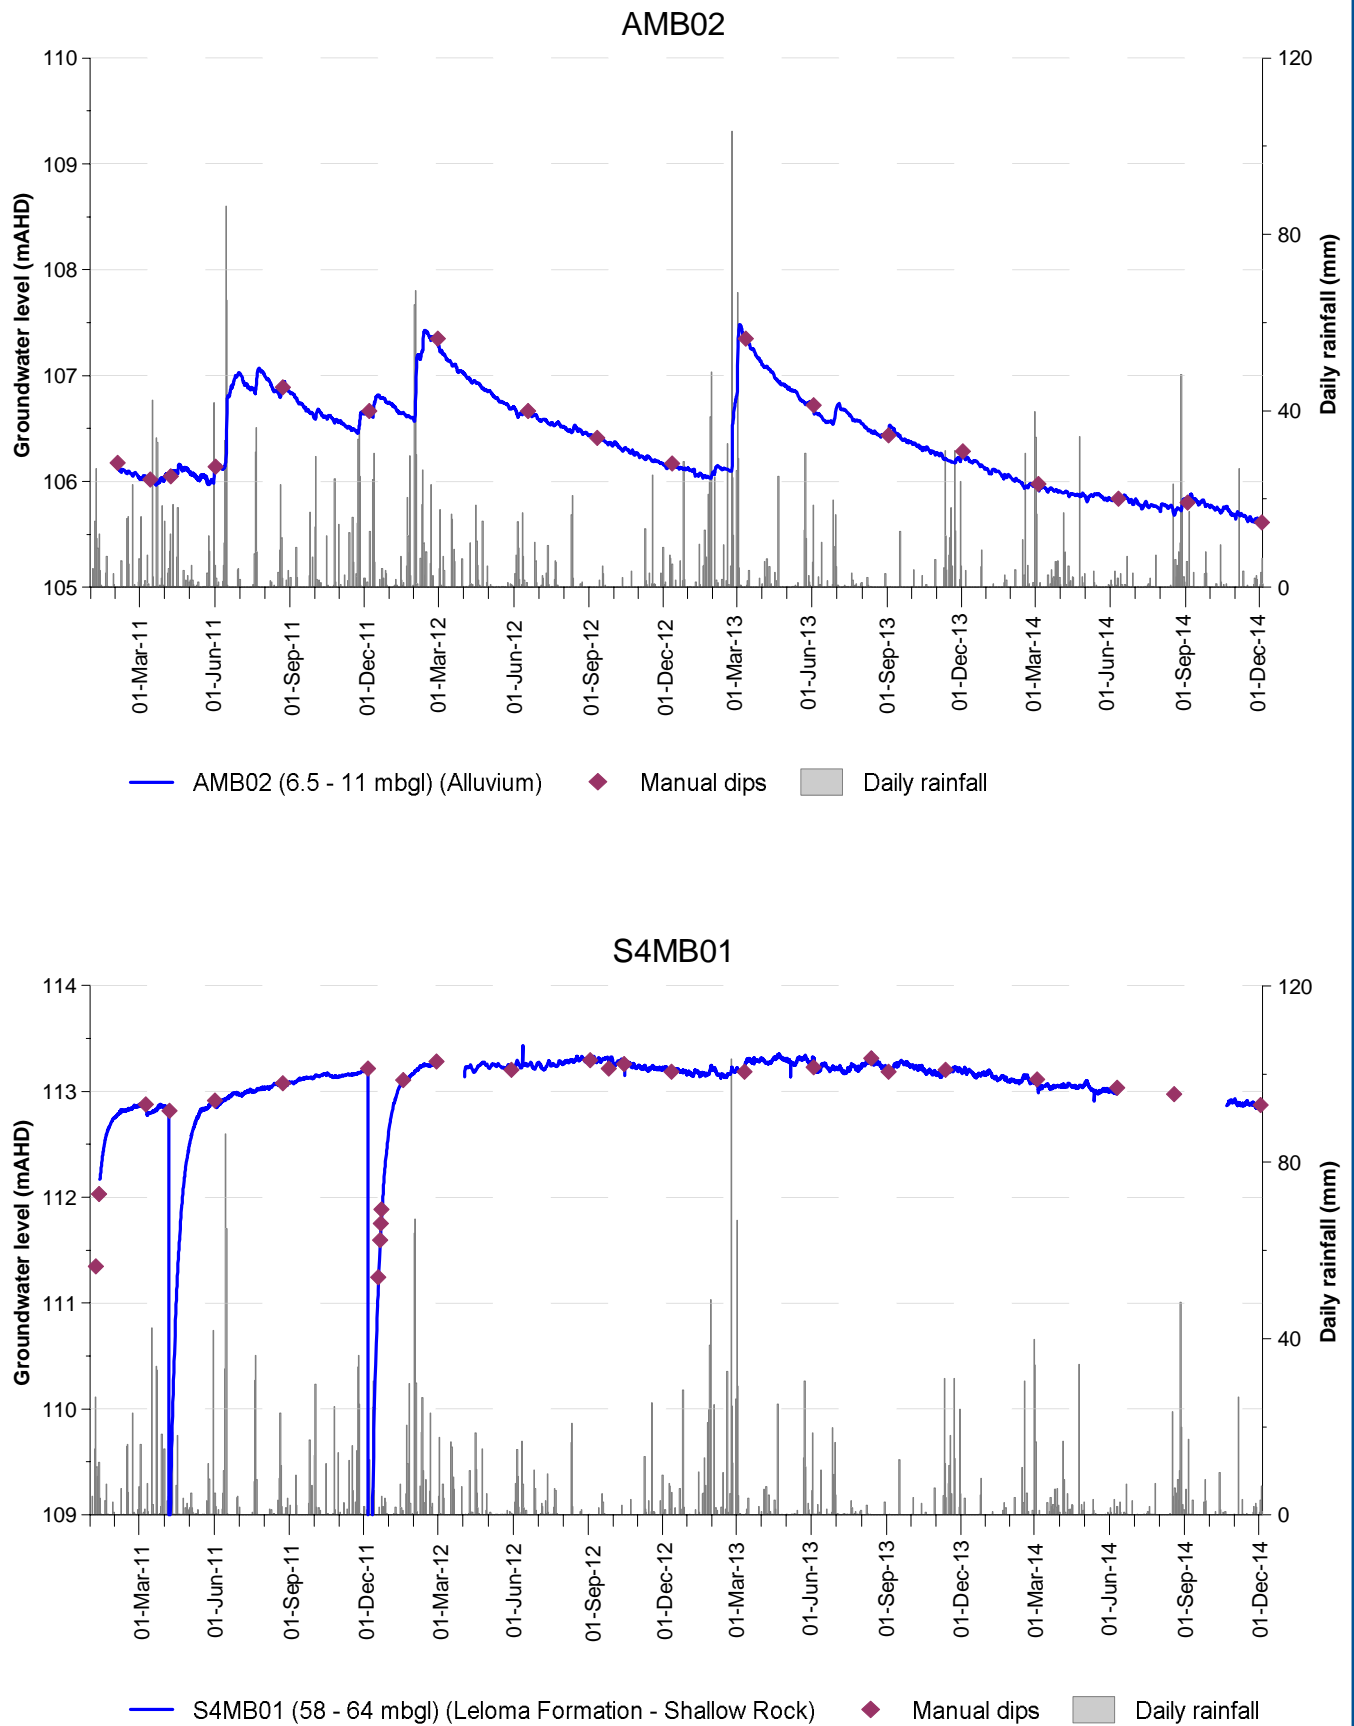 AMB02
110
109
108
107
106
105
Groundwater level (mAHD)
120
80
40
0
Daily rainfall (mm)
01-Mar-11
01-Jun-11
01-Sep-11
01-Dec-11
01-Mar-12
01-Jun-12
01-Sep-12
01-Dec-12
01-Mar-13
01-Jun-13
01-Sep-13
01-Dec-13
01-Mar-14
01-Jun-14
01-Sep-14
01-Dec-14
AMB02 (6.5 - 11 mbgl) (Alluvium) Manual dips Daily rainfall
S4MB01
114
113
112
111
110
109
Groundwater level (mAHD)
120
80
40
0
Daily rainfall (mm)
01-Mar-11
01-Jun-11
01-Sep-11
01-Dec-11
01-Mar-12
01-Jun-12
01-Sep-12
01-Dec-12
01-Mar-13
01-Jun-13
01-Sep-13
01-Dec-13
01-Mar-14
01-Jun-14
01-Sep-14
01-Dec-14
S4MB01 (58 - 64 mbgl) (Leloma Formation - Shallow Rock) Manual dips Daily rainfall